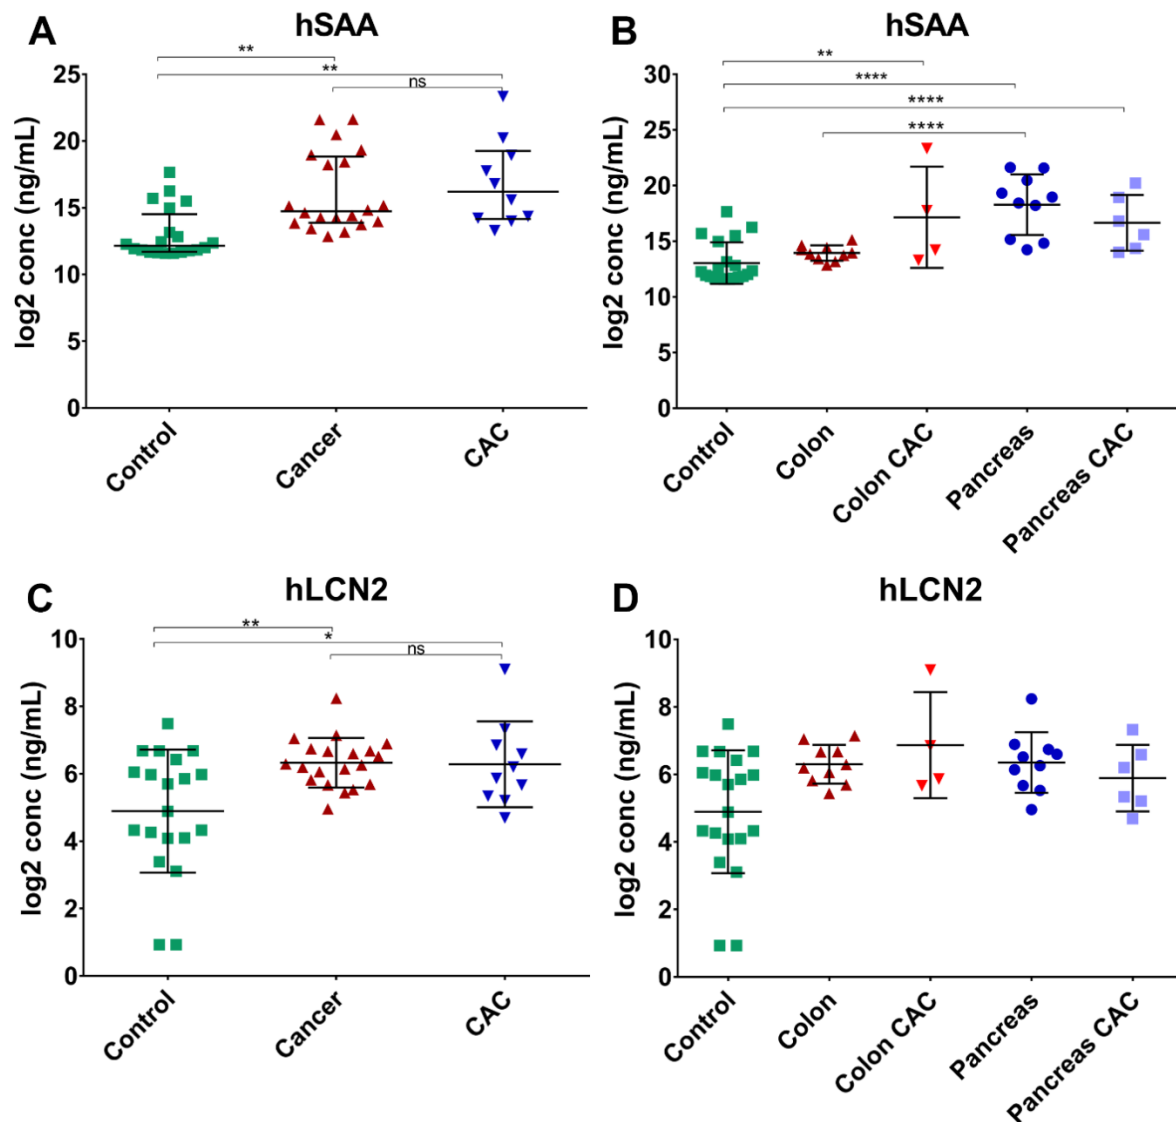 A
hSAA
**
**
ns
25
20
15
10
5
0
log2 conc (ng/mL)
Control
Cancer
CAC
B
hSAA
**
****
****
****
30
25
20
15
10
5
0
log2 conc (ng/mL)
Control
Colon
Colon CAC
Pancreas
Pancreas CAC
C
hLCN2
**
*
ns
10
8
6
4
2
0
log2 conc (ng/mL)
Control
Cancer
CAC
D
hLCN2
10
8
6
4
2
0
log2 conc (ng/mL)
Control
Colon
Colon CAC
Pancreas
Pancreas CAC